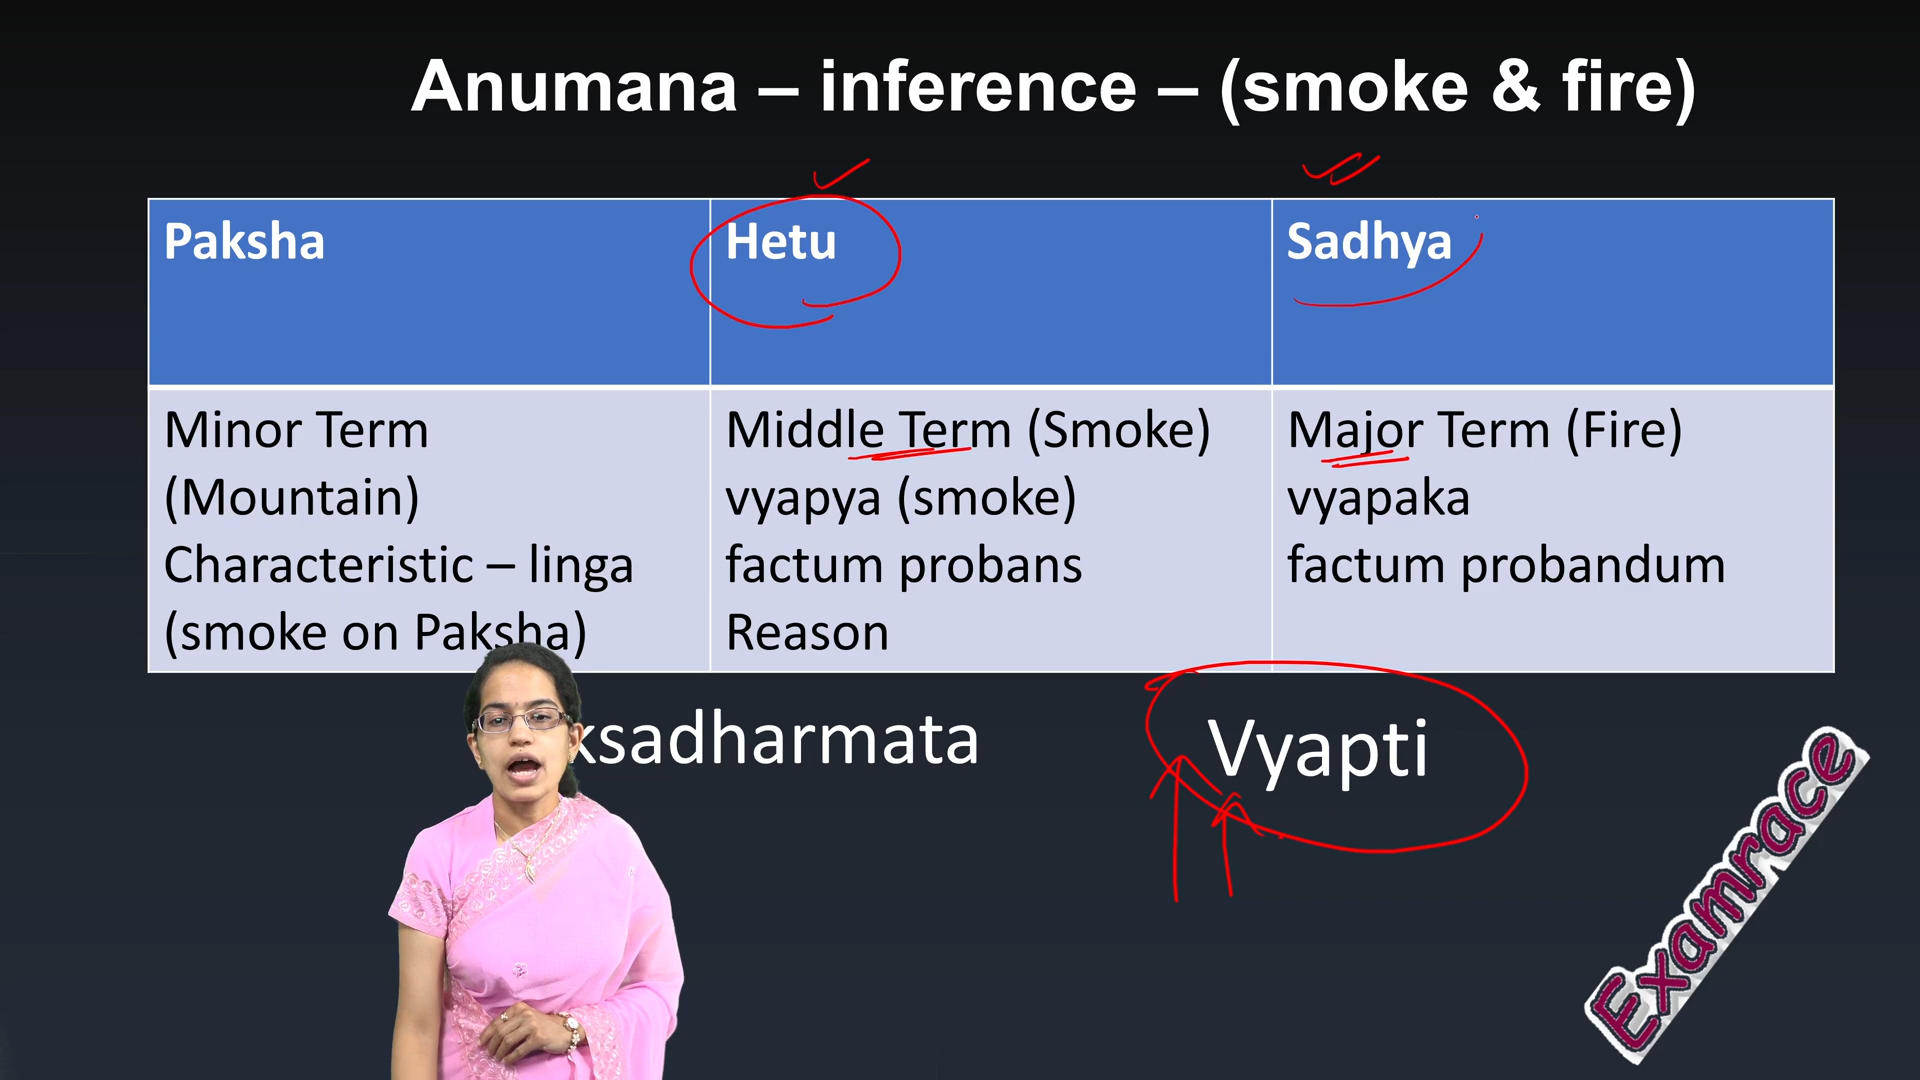 Anumana – inference – (smoke & fire)
Paksha
Hetu
Sadhya
Minor Term
(Mountain)
Characteristic – linga
(smoke on Paksha)
Middle Term (Smoke)
vyapya (smoke)
factum probans
Reason
Major Term (Fire)
vyapaka
factum probandum
ksadharmata
Vyapti
Examrace